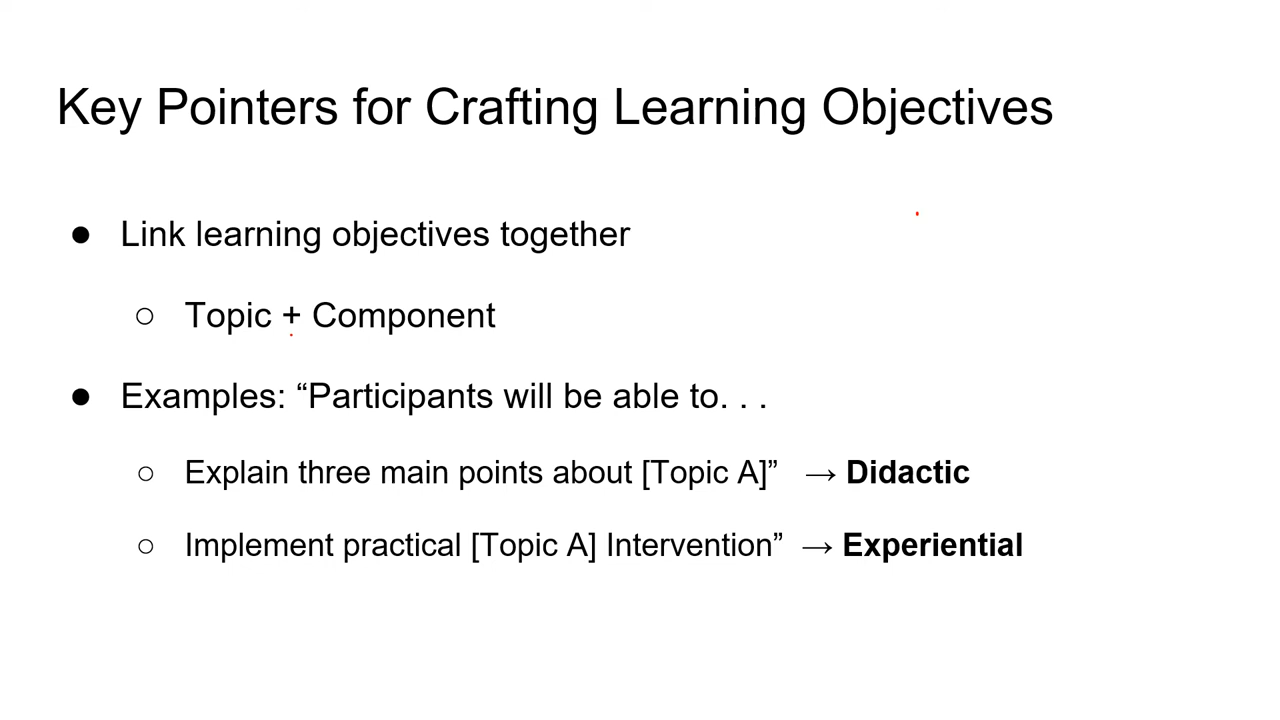 Key Pointers for Crafting Learning Objectives
● Link learning objectives together
○ Topic + Component
● Examples: “Participants will be able to. . .
○ Explain three main points about [Topic A]” → Didactic
○ Implement practical [Topic A] Intervention” → Experiential